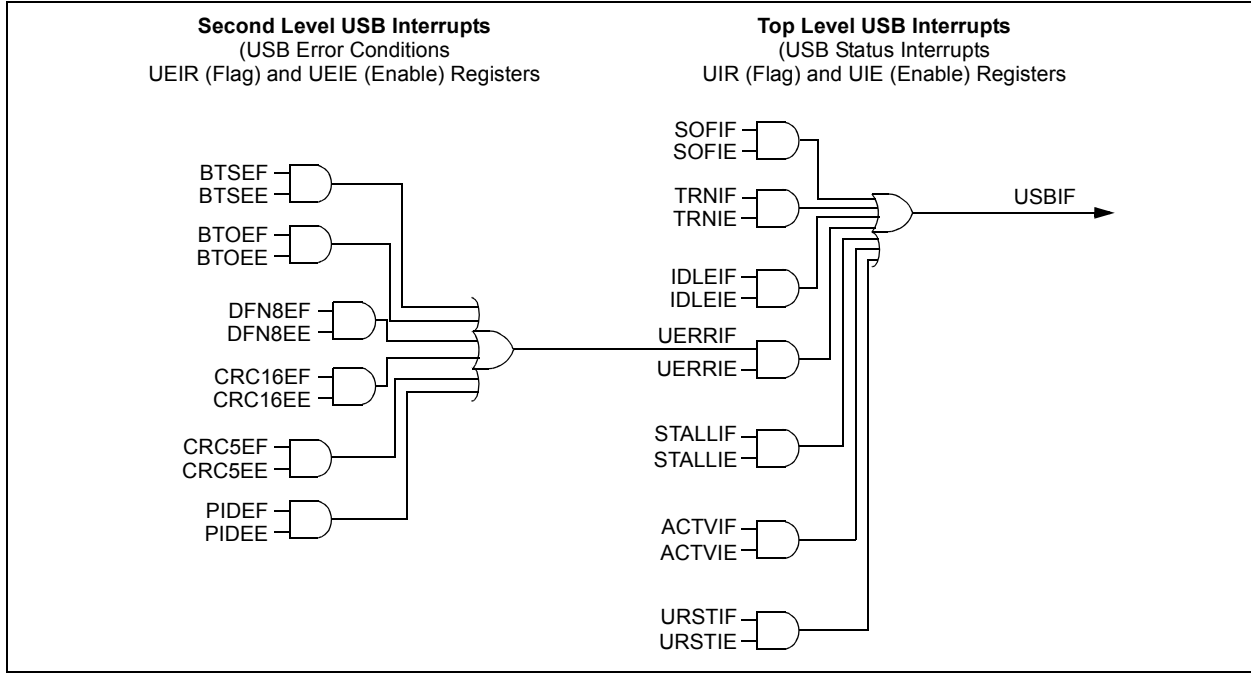 Second Level USB Interrupts
(USB Error Conditions
UEIR (Flag) and UEIE (Enable) Registers
Top Level USB Interrupts
(USB Status Interrupts
UIR (Flag) and UIE (Enable) Registers
BTSEF
BTSEE
BTOEF
BTOEE
DFN8EF
DFN8EE
CRC16EF
CRC16EE
CRC5EF
CRC5EE
PIDEF
PIDEE
SOFIF
SOFIE
TRNIF
TRNIE
IDLEIF
IDLEIE
UERRIF
UERRIE
STALLIF
STALLIE
ACTVIF
ACTVIE
URSTIF
URSTIE
USBIF